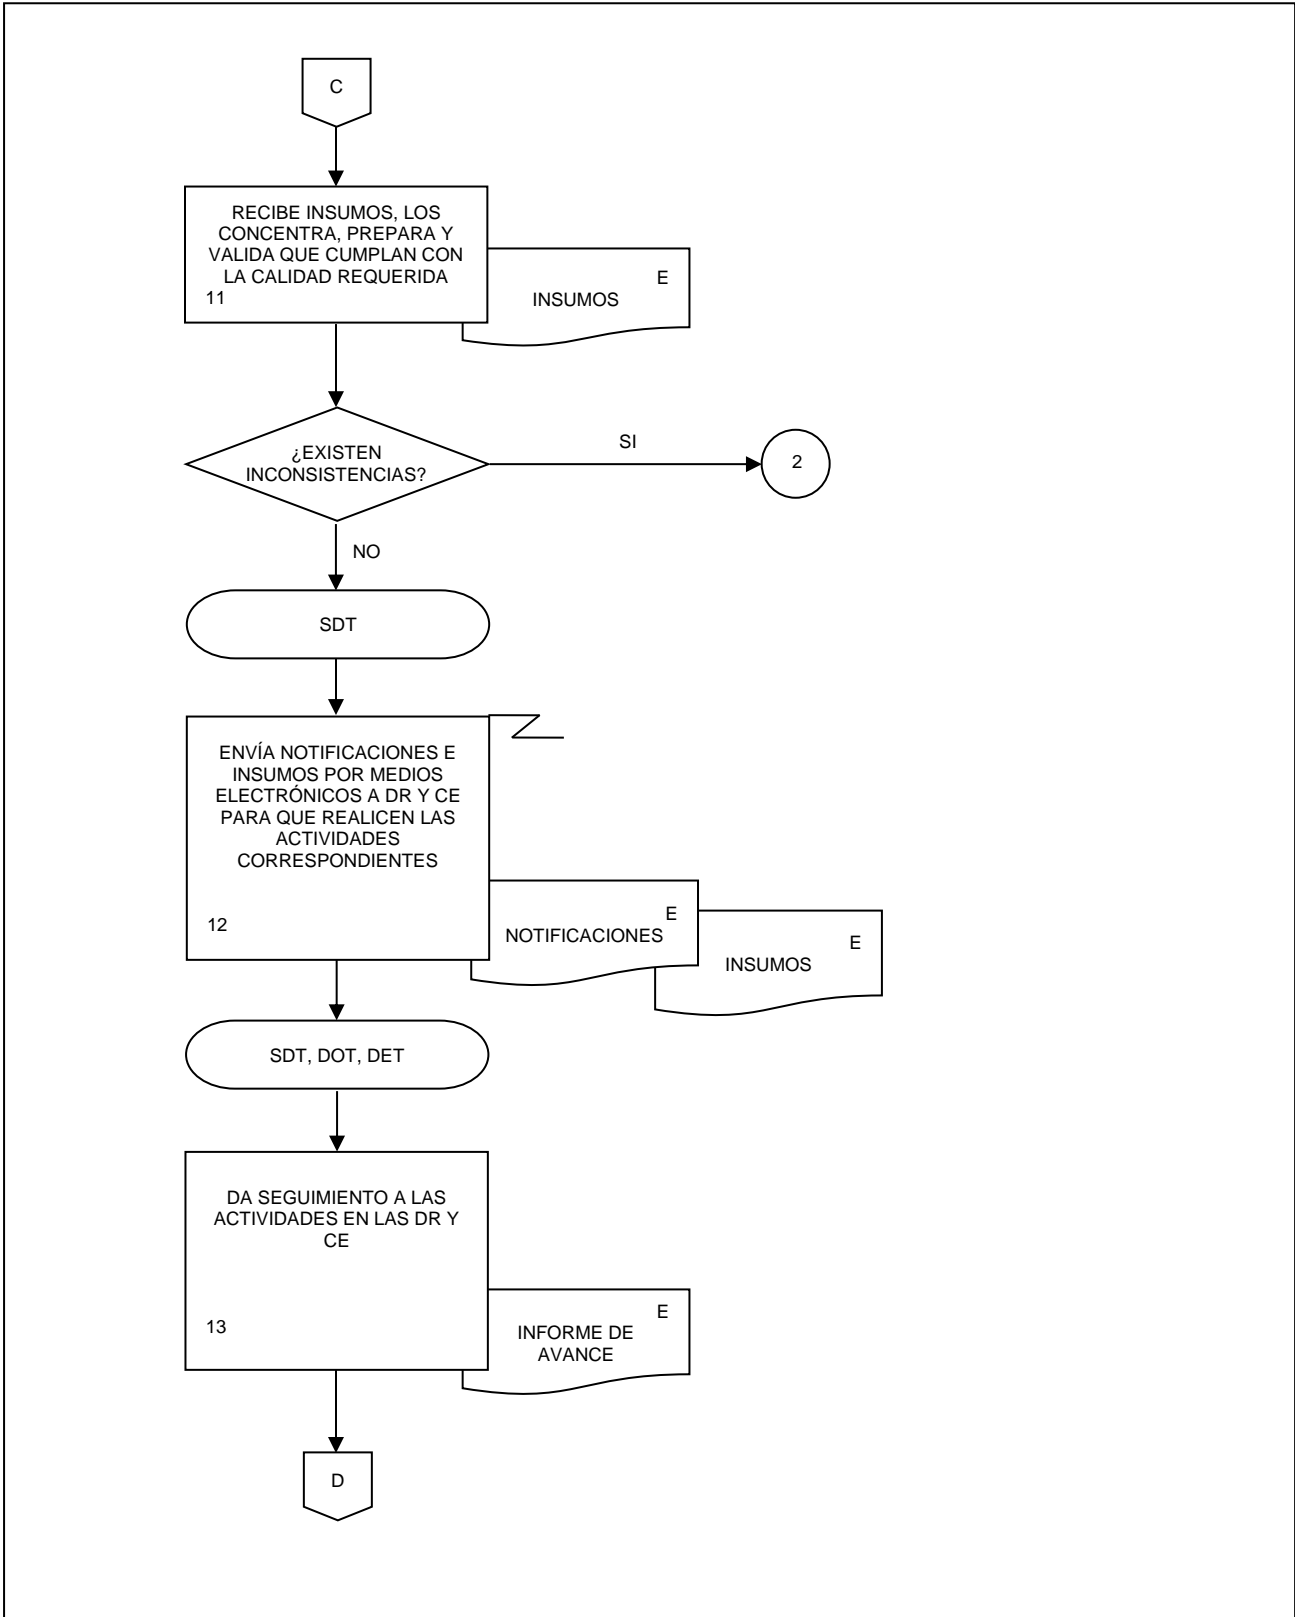 C
RECIBE INSUMOS, LOS
CONCENTRA, PREPARA Y
VALIDA QUE CUMPLAN CON
LA CALIDAD REQUERIDA
11
E
INSUMOS
¿EXISTEN
INCONSISTENCIAS?
SI
2
NO
SDT
ENVÍA NOTIFICACIONES E
INSUMOS POR MEDIOS
ELECTRÓNICOS A DR Y CE
PARA QUE REALICEN LAS
ACTIVIDADES
CORRESPONDIENTES
12
E
NOTIFICACIONES
E
INSUMOS
SDT, DOT, DET
DA SEGUIMIENTO A LAS
ACTIVIDADES EN LAS DR Y
CE
13
E
INFORME DE
AVANCE
D